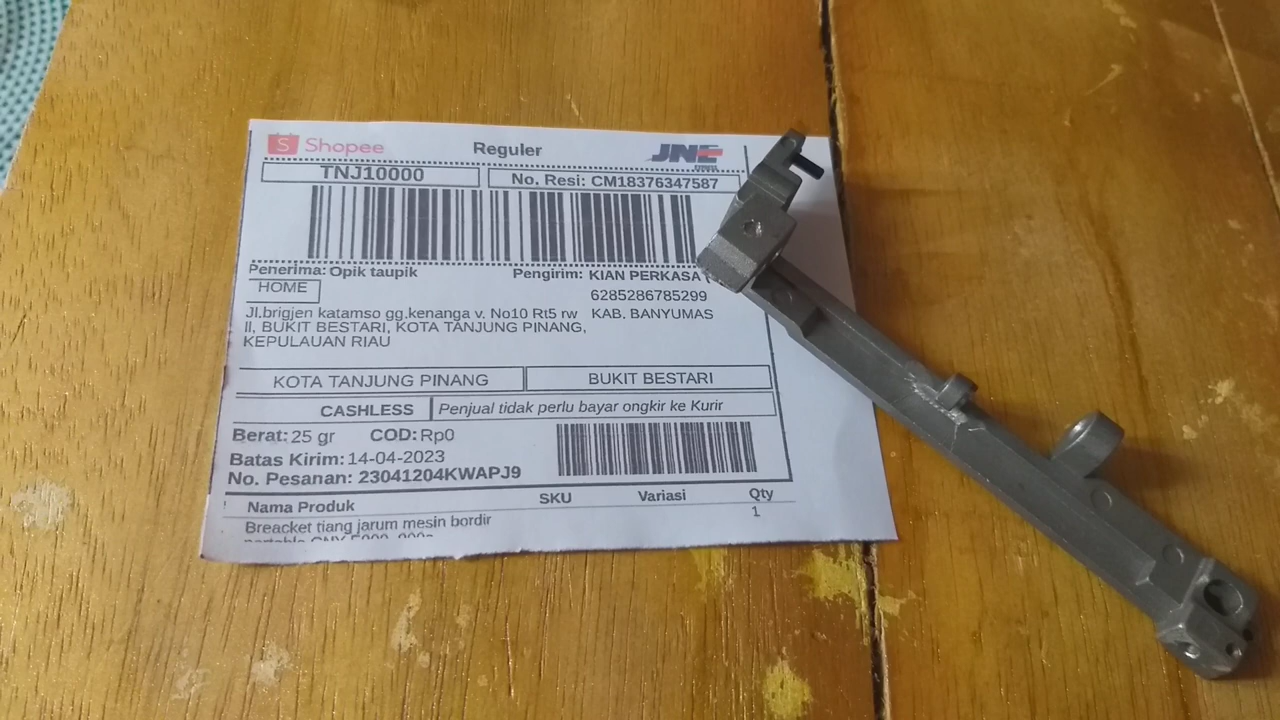 Shopee Reguler JNE
TNJ10000 No. Resi: CM18376347587
Penerima: Opik taupik Pengirim: KIAN PERKASA (
HOME 6285286785299
Jl.brigjen katamso gg.kenanga v. No10 Rt5 rw KAB. BANYUMAS
II, BUKIT BESTARI, KOTA TANJUNG PINANG,
KEPULAUAN RIAU
KOTA TANJUNG PINANG BUKIT BESTARI
CASHLESS Penjual tidak perlu bayar ongkir ke Kurir
Berat: 25 gr COD: Rp0
Batas Kirim: 14-04-2023
No. Pesanan: 23041204KWAPJ9
Nama Produk SKU Variasi Qty
Breacket tiang jarum mesin bordir 1